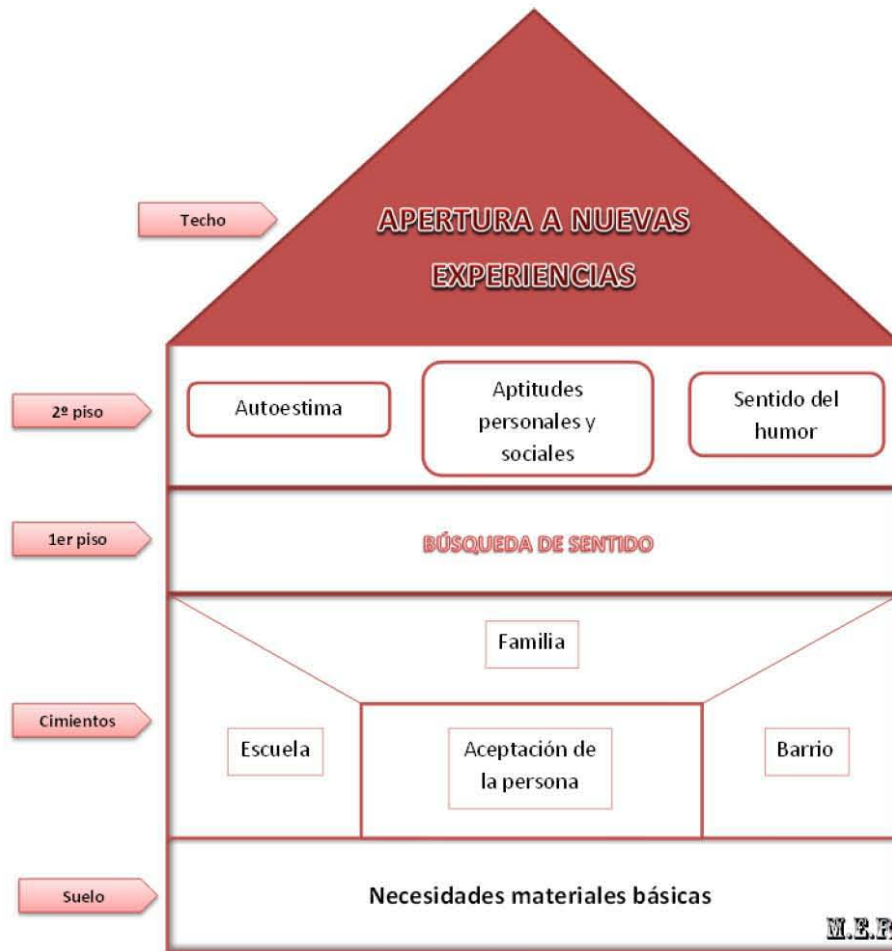 Techo
APERTURA A NUEVAS
EXPERIENCIAS
2º piso
Autoestima
Aptitudes
personales y
sociales
Sentido del
humor
1er piso
BÚSQUEDA DE SENTIDO
Cimientos
Familia
Escuela
Aceptación de
la persona
Barrio
Suelo
Necesidades materiales básicas